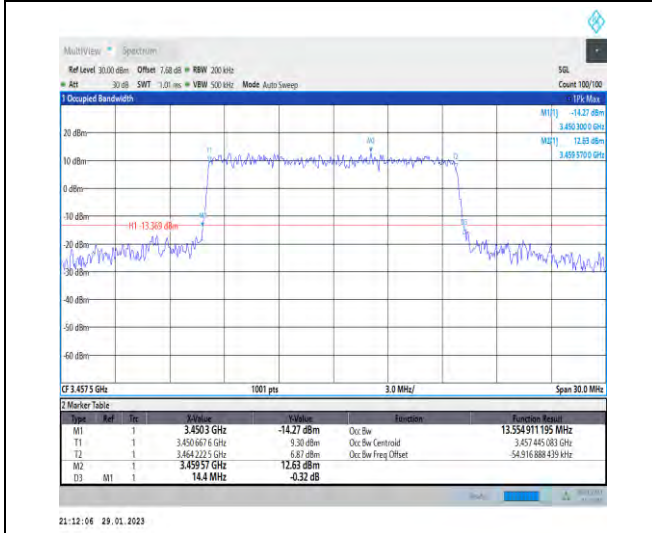 MultiView Spectrum
Ref Level 30.00 dBm Offset 7.68 dB RBW 200 kHz SGL
Att 30 dB SWT 1.01 ms VBW 500 kHz Mode Auto Sweep Count 100/100
1 Occupied Bandwidth 1Pk Max
M1[1] -14.27 dBm
3.450 300 0 GHz
M2[1] 12.63 dBm
3.459 570 0 GHz
20 dBm
T1 M2 T2
10 dBm
0 dBm
-10 dBm
H1 -13.369 dBm
-20 dBm
-30 dBm
-40 dBm
-50 dBm
-60 dBm
CF 3.457 5 GHz 1001 pts 3.0 MHz/ Span 30.0 MHz
2 Marker Table
Type Ref Trc X-Value Y-Value Function Function Result
M1 1 3.4503 GHz -14.27 dBm Occ Bw 13.554 911 195 MHz
T1 1 3.450 667 6 GHz 9.30 dBm Occ Bw Centroid 3.457 445 083 GHz
T2 1 3.464 222 5 GHz 6.87 dBm Occ Bw Freq Offset -54.916 888 439 kHz
M2 1 3.459 57 GHz 12.63 dBm
D3 M1 1 14.4 MHz -0.32 dB
21:12:06 29.01.2023